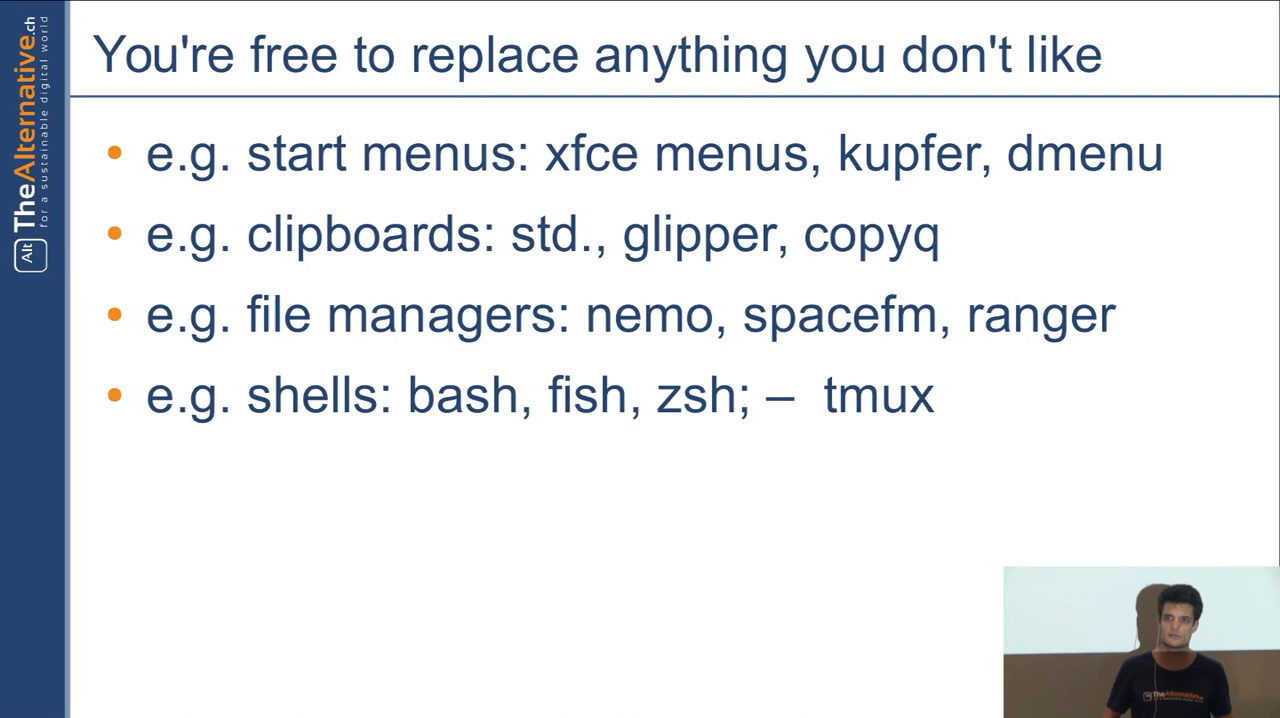 You're free to replace anything you don't like
• e.g. start menus: xfce menus, kupfer, dmenu
• e.g. clipboards: std., glipper, copyq
• e.g. file managers: nemo, spacefm, ranger
• e.g. shells: bash, fish, zsh; – tmux
Alt TheAlternative.ch
for a sustainable digital world
TheAlternative